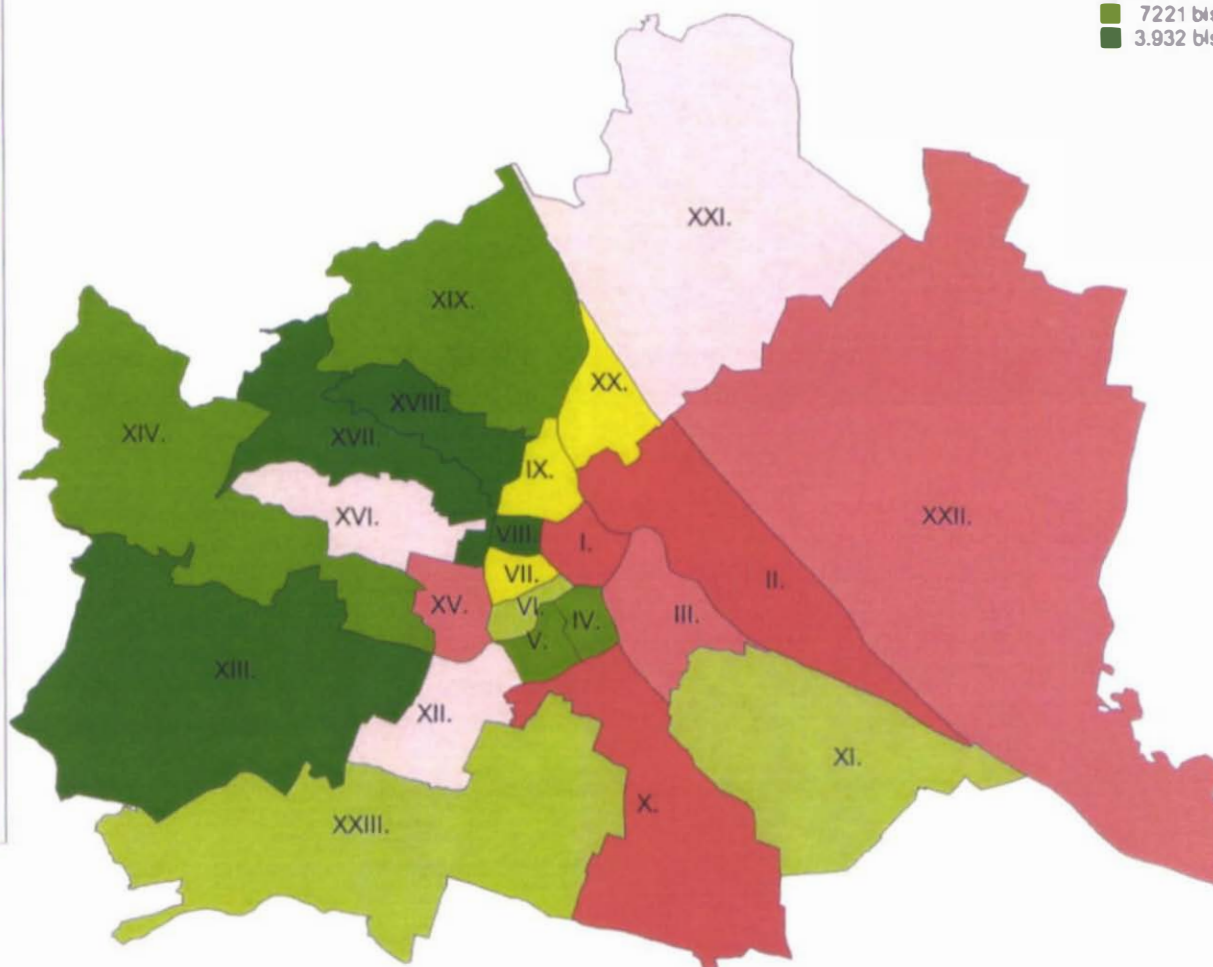 7221 bis
3.932 bis
XXI.
XIX.
XX.
XVIII.
XIV.
XVII.
IX.
XVI.
XXII.
VIII.
I.
VII.
II.
XV.
VI.
III.
IV.
V.
XIII.
XII.
XI.
X.
XXIII.